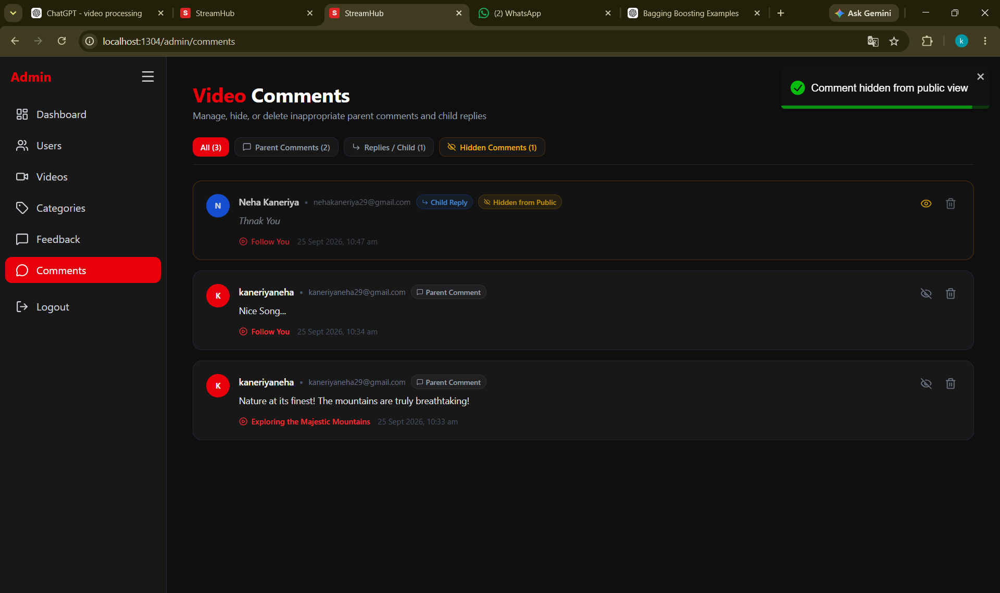 ChatGPT - video processing
S StreamHub
S StreamHub
(2) WhatsApp
Bagging Boosting Examples
Ask Gemini
localhost:1304/admin/comments
k
Admin
Dashboard
Users
Videos
Categories
Feedback
Comments
Logout
Comment hidden from public view
Video Comments
Manage, hide, or delete inappropriate parent comments and child replies
All (3)
Parent Comments (2)
Replies / Child (1)
Hidden Comments (1)
N
Neha Kaneriya • nehakaneriya29@gmail.com Child Reply Hidden from Public
Thnak You
Follow You 25 Sept 2026, 10:47 am
K
kaneriyaneha • kaneriyaneha29@gmail.com Parent Comment
Nice Song...
Follow You 25 Sept 2026, 10:34 am
K
kaneriyaneha • kaneriyaneha29@gmail.com Parent Comment
Nature at its finest! The mountains are truly breathtaking!
Exploring the Majestic Mountains 25 Sept 2026, 10:33 am